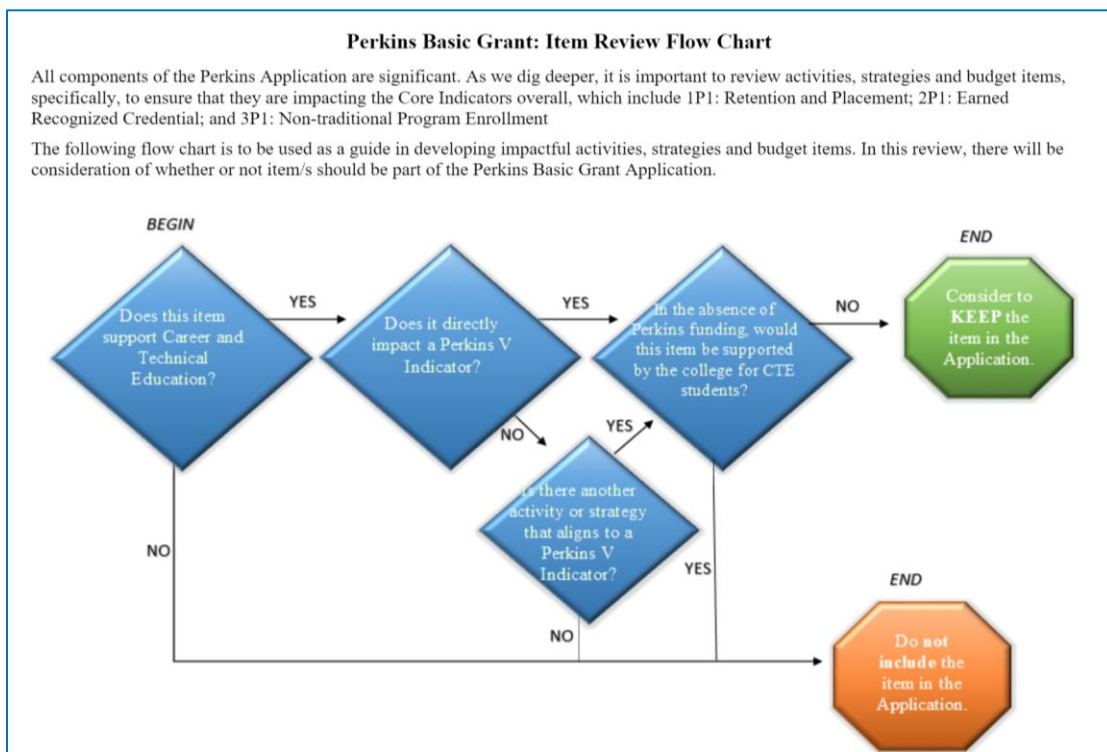 Perkins Basic Grant: Item Review Flow Chart
All components of the Perkins Application are significant. As we dig deeper, it is important to review activities, strategies and budget items,
specifically, to ensure that they are impacting the Core Indicators overall, which include 1P1: Retention and Placement; 2P1: Earned
Recognized Credential; and 3P1: Non-traditional Program Enrollment
The following flow chart is to be used as a guide in developing impactful activities, strategies and budget items. In this review, there will be
consideration of whether or not item/s should be part of the Perkins Basic Grant Application.
BEGIN
Does this item
support Career and
Technical
Education?
YES
Does it directly
impact a Perkins V
Indicator?
YES
In the absence of
Perkins funding, would
this item be supported
by the college for CTE
students?
NO
END
Consider to
KEEP the
item in the
Application.
NO
YES
Is there another
activity or strategy
that aligns to a
Perkins V
Indicator?
NO
YES
NO
END
Do not
include the
item in the
Application.